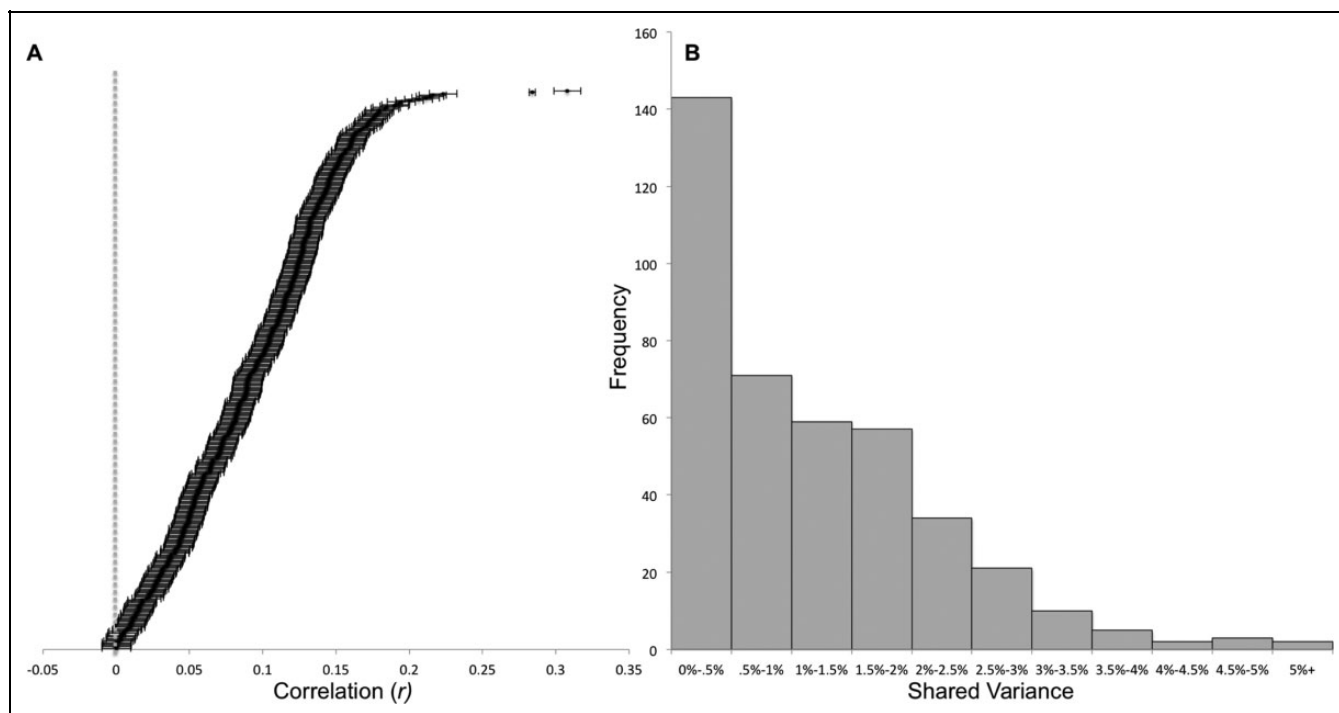 A
-0.05 0 0.05 0.1 0.15 0.2 0.25 0.3 0.35
Correlation (r)
B
160
140
120
100
80
60
40
20
0
Frequency
0%-.5% .5%-1% 1%-1.5% 1.5%-2% 2%-2.5% 2.5%-3% 3%-3.5% 3.5%-4% 4%-4.5% 4.5%-5% 5%+
Shared Variance